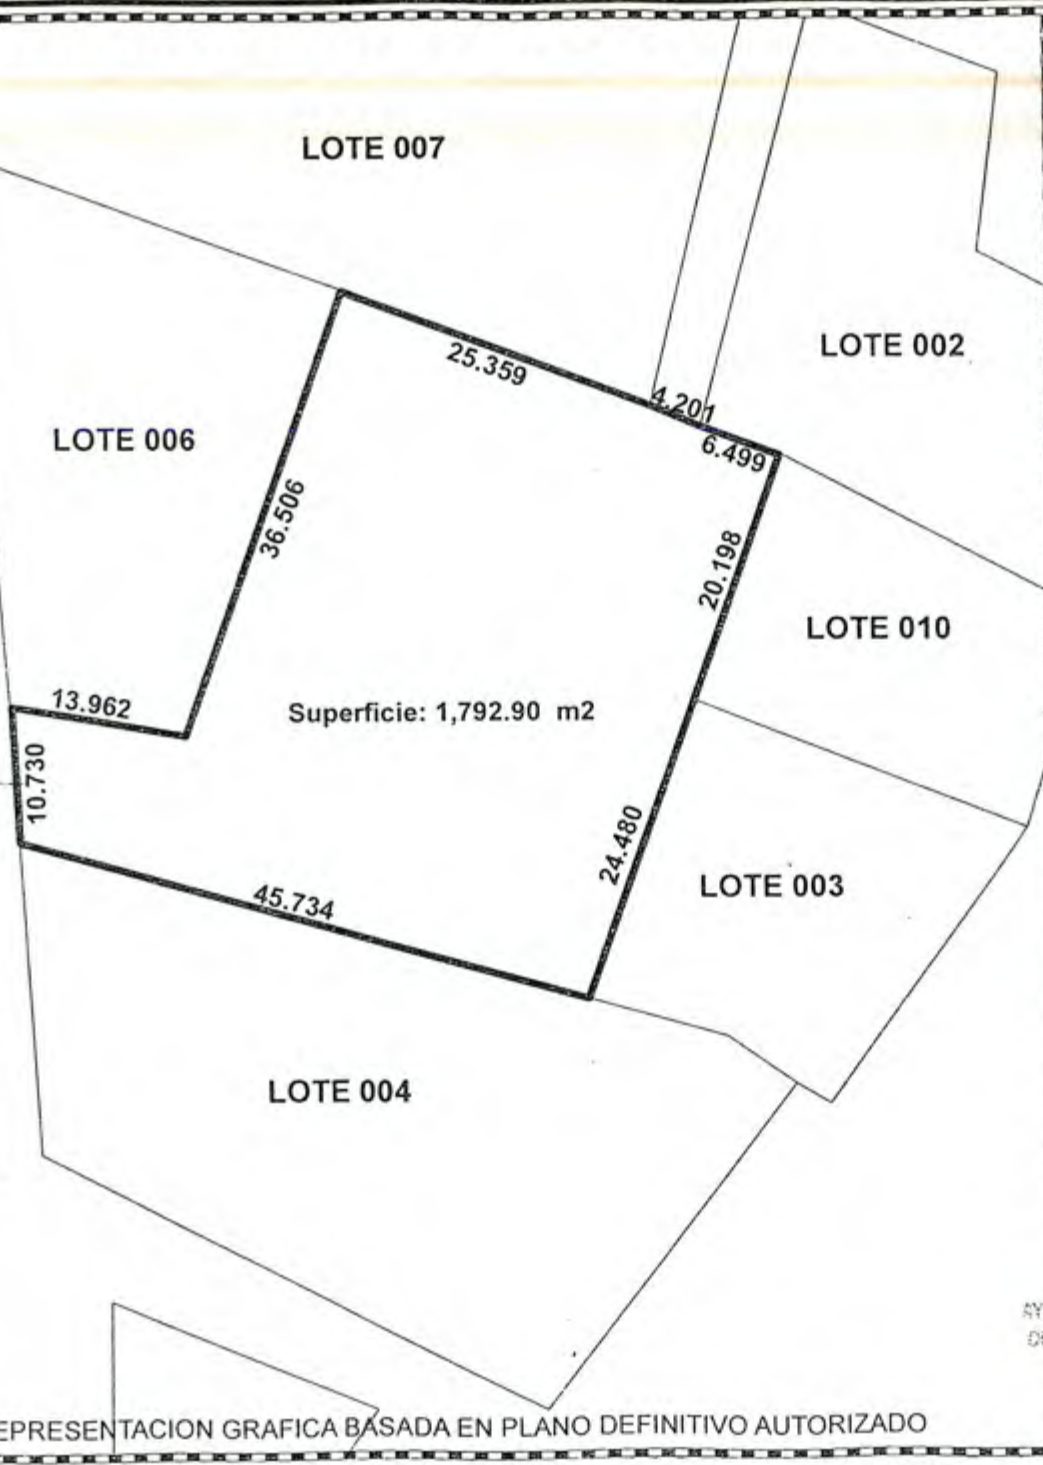 LOTE 007
LOTE 002
25.359
4.201
6.499
LOTE 006
36.506
20.198
LOTE 010
13.962
Superficie: 1,792.90 m2
10.730
24.480
LOTE 003
45.734
LOTE 004
EPRESENTACION GRAFICA BASADA EN PLANO DEFINITIVO AUTORIZADO